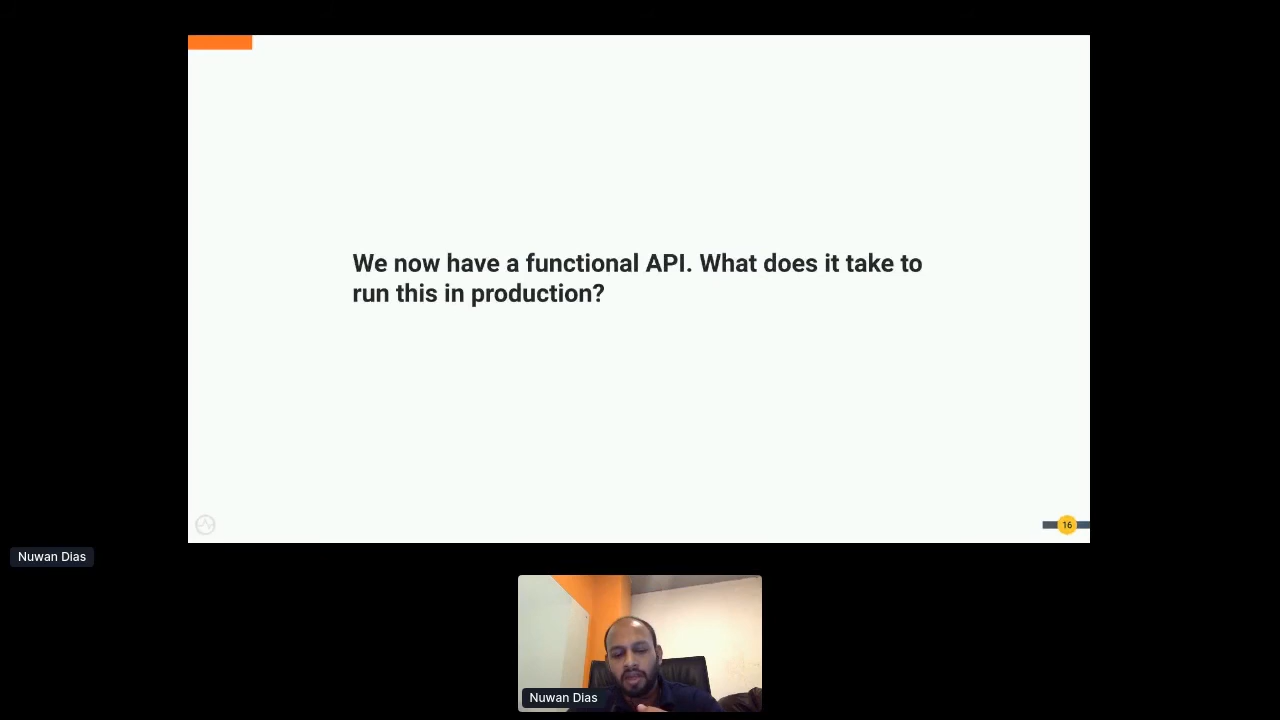 We now have a functional API. What does it take to
run this in production?
16
Nuwan Dias
Nuwan Dias